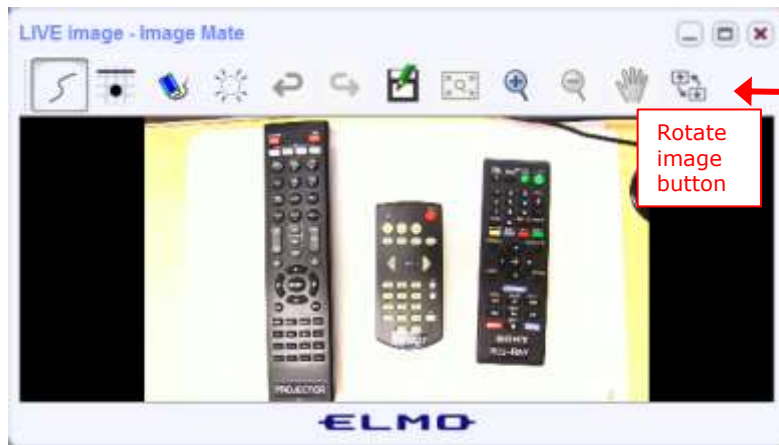 LIVE image - Image Mate
Rotate
image
button
PROJECTOR
SONY
ELMO